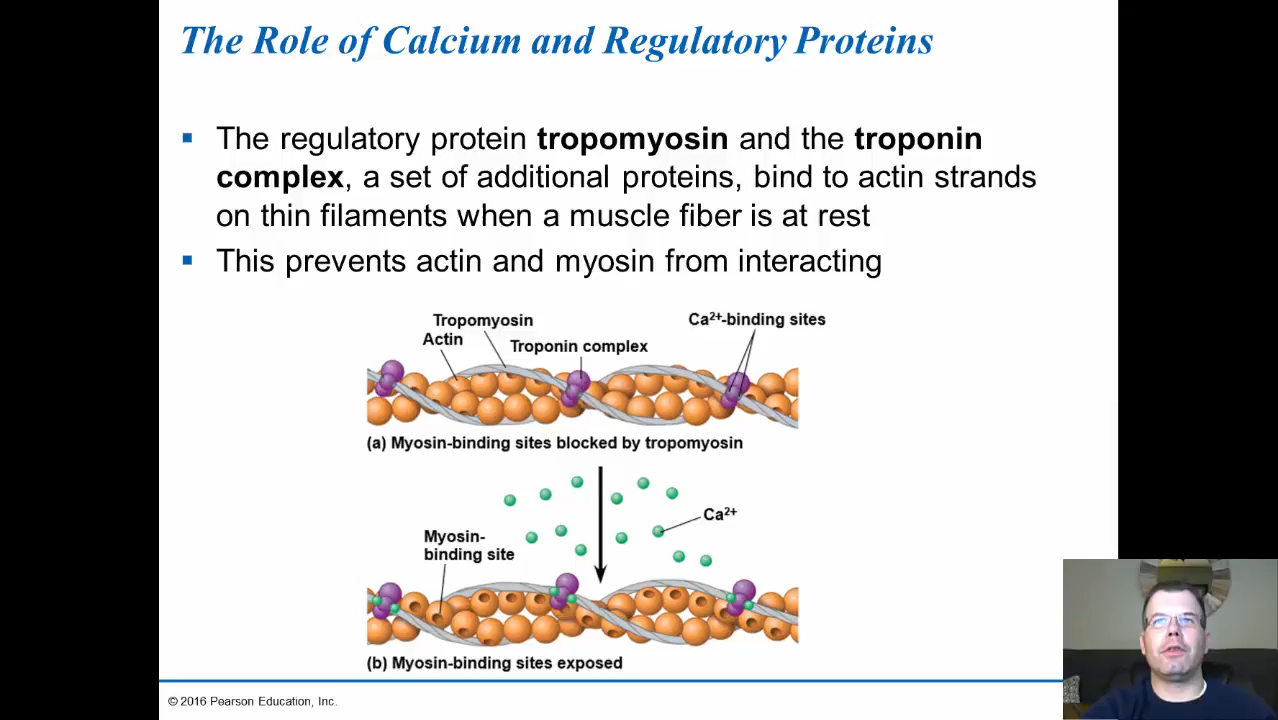 The Role of Calcium and Regulatory Proteins
▪ The regulatory protein tropomyosin and the troponin
complex, a set of additional proteins, bind to actin strands
on thin filaments when a muscle fiber is at rest
▪ This prevents actin and myosin from interacting
Tropomyosin
Actin
Troponin complex
Ca²⁺-binding sites
(a) Myosin-binding sites blocked by tropomyosin
Ca²⁺
Myosin-
binding site
(b) Myosin-binding sites exposed
© 2016 Pearson Education, Inc.